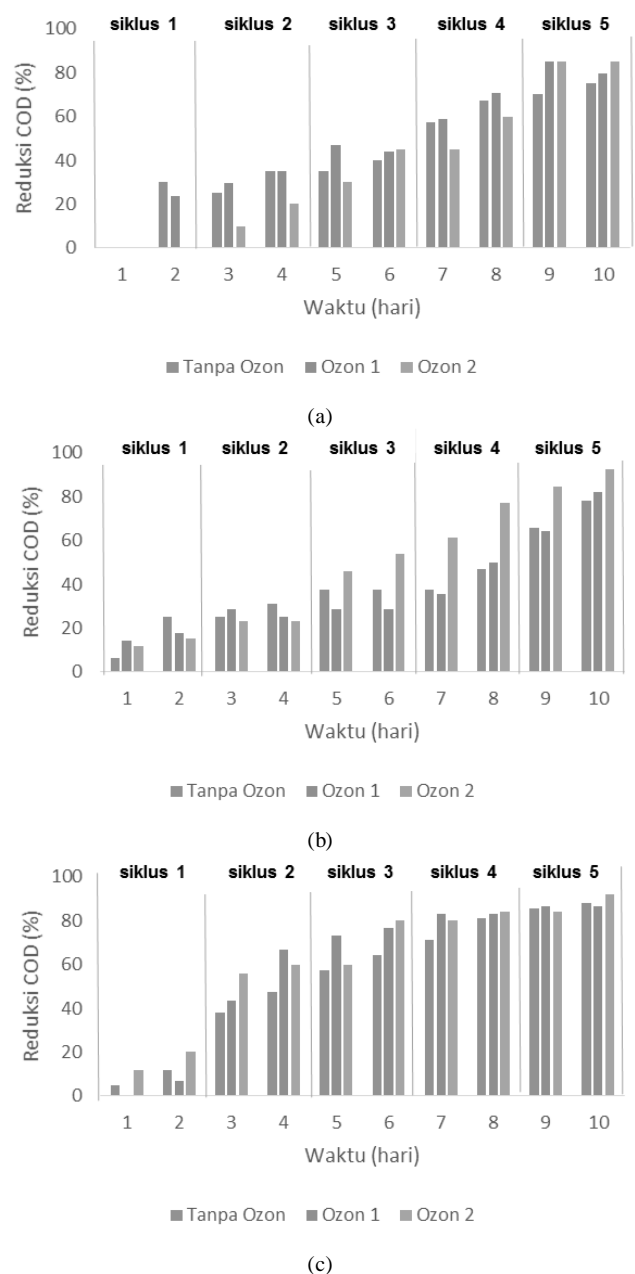 siklus 1 siklus 2 siklus 3 siklus 4 siklus 5
100
80
60
40
20
0
Reduksi COD (%)
1 2 3 4 5 6 7 8 9 10
Waktu (hari)
Tanpa Ozon Ozon 1 Ozon 2
(a)
siklus 1 siklus 2 siklus 3 siklus 4 siklus 5
100
80
60
40
20
0
Reduksi COD (%)
1 2 3 4 5 6 7 8 9 10
Waktu (hari)
Tanpa Ozon Ozon 1 Ozon 2
(b)
siklus 1 siklus 2 siklus 3 siklus 4 siklus 5
100
80
60
40
20
0
Reduksi COD (%)
1 2 3 4 5 6 7 8 9 10
Waktu (hari)
Tanpa Ozon Ozon 1 Ozon 2
(c)